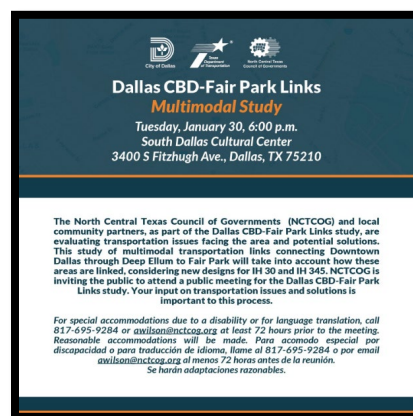 City of Dallas
Texas
Department
of Transportation
North Central Texas
Council of Governments
Dallas CBD-Fair Park Links
Multimodal Study
Tuesday, January 30, 6:00 p.m.
South Dallas Cultural Center
3400 S Fitzhugh Ave., Dallas, TX 75210
The North Central Texas Council of Governments (NCTCOG) and local
community partners, as part of the Dallas CBD-Fair Park Links study, are
evaluating transportation issues facing the area and potential solutions.
This study of multimodal transportation links connecting Downtown
Dallas through Deep Ellum to Fair Park will take into account how these
areas are linked, considering new designs for IH 30 and IH 345. NCTCOG is
inviting the public to attend a public meeting for the Dallas CBD-Fair Park
Links study. Your input on transportation issues and solutions is
important to this process.
For special accommodations due to a disability or for language translation, call
817-695-9284 or awilson@nctcog.org at least 72 hours prior to the meeting.
Reasonable accommodations will be made. Para acomodo especial por
discapacidad o para traducción de idioma, llame al 817-695-9284 o por email
awilson@nctcog.org al menos 72 horas antes de la reunión.
Se harán adaptaciones razonables.